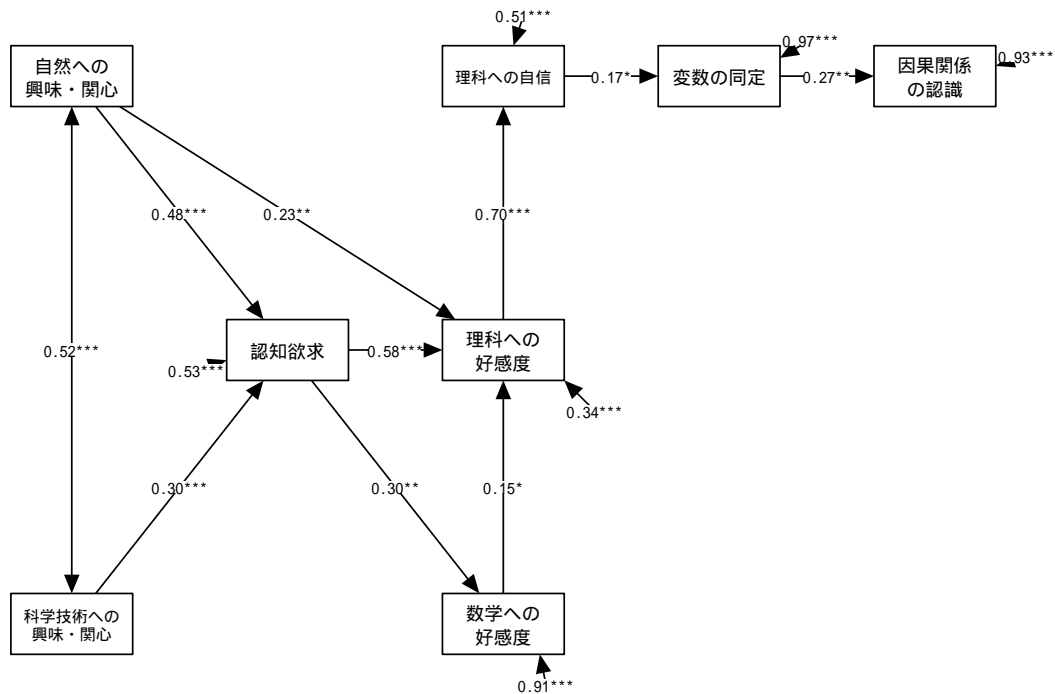 0.51***
0.97***
0.93***
自然への
興味・関心
理科への自信
0.17*
変数の同定
0.27**
因果関係
の認識
0.48***
0.23**
0.70***
0.52***
認知欲求
0.53***
0.58***
理科への
好感度
0.34***
0.30***
0.30**
0.15*
科学技術への
興味・関心
数学への
好感度
0.91***